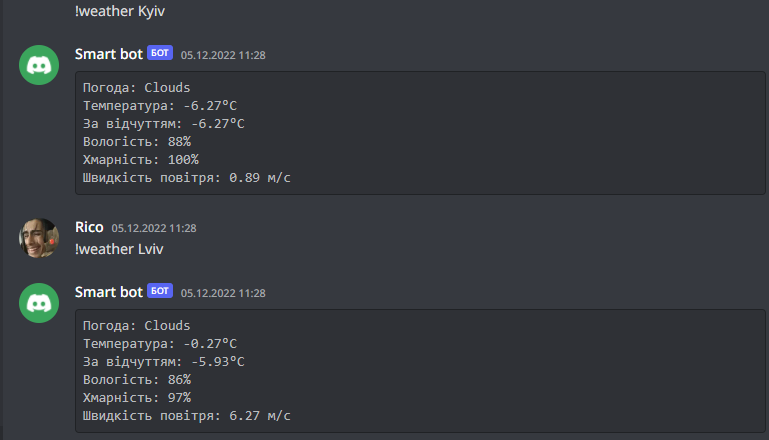 !weather Kyiv
Smart bot БОТ 05.12.2022 11:28
Погода: Clouds
Температура: -6.27°C
За відчуттям: -6.27°C
Вологість: 88%
Хмарність: 100%
Швидкість повітря: 0.89 м/с
Rico 05.12.2022 11:28
!weather Lviv
Smart bot БОТ 05.12.2022 11:28
Погода: Clouds
Температура: -0.27°C
За відчуттям: -5.93°C
Вологість: 86%
Хмарність: 97%
Швидкість повітря: 6.27 м/с